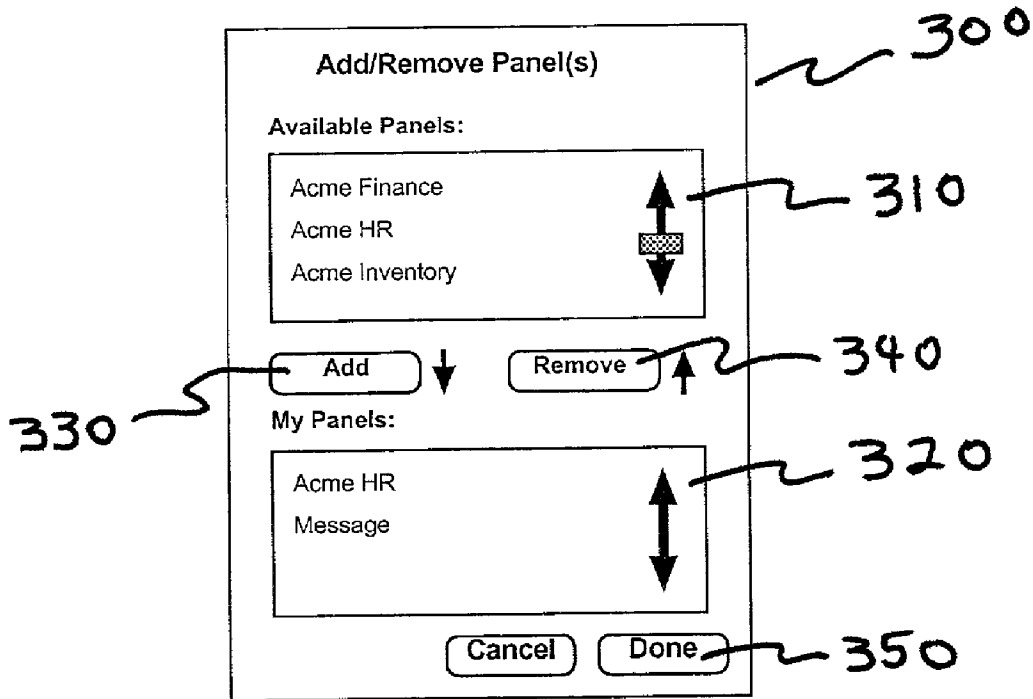 300
Add/Remove Panel(s)
Available Panels:
Acme Finance
310
Acme HR
Acme Inventory
Add
Remove
340
330
My Panels:
320
Acme HR
Message
Cancel
Done
350